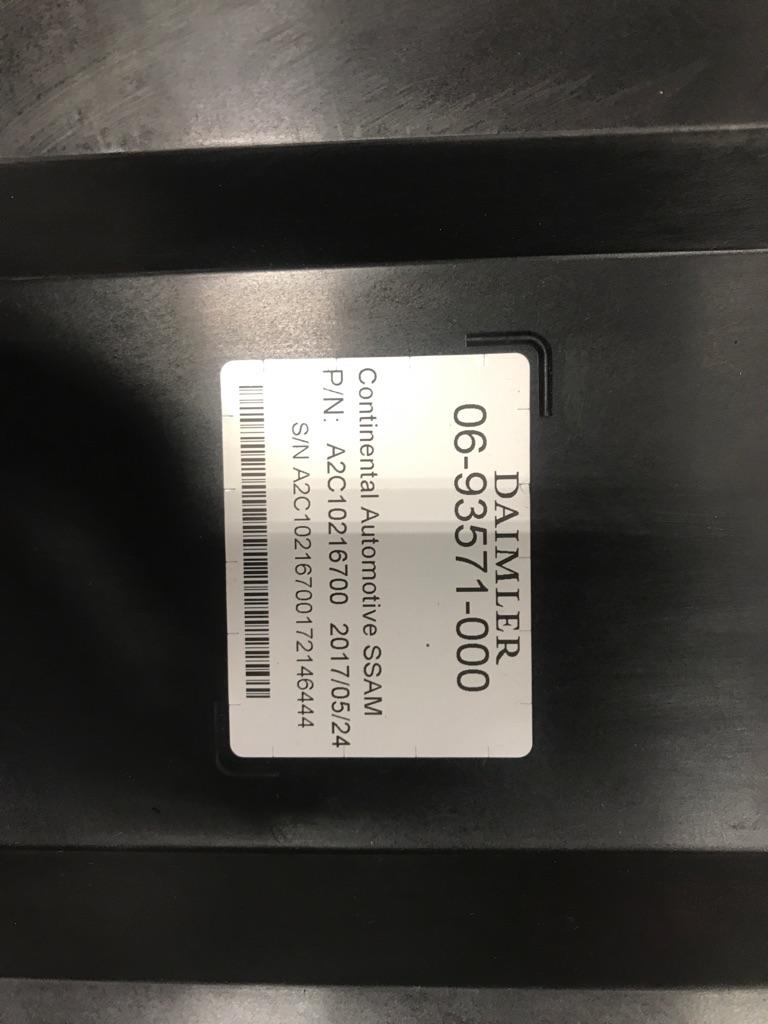 DAIMLER
06-93571-000
Continental Automotive SSAM
P/N: A2C10216700 2017/05/24
S/N A2C10216700172146444